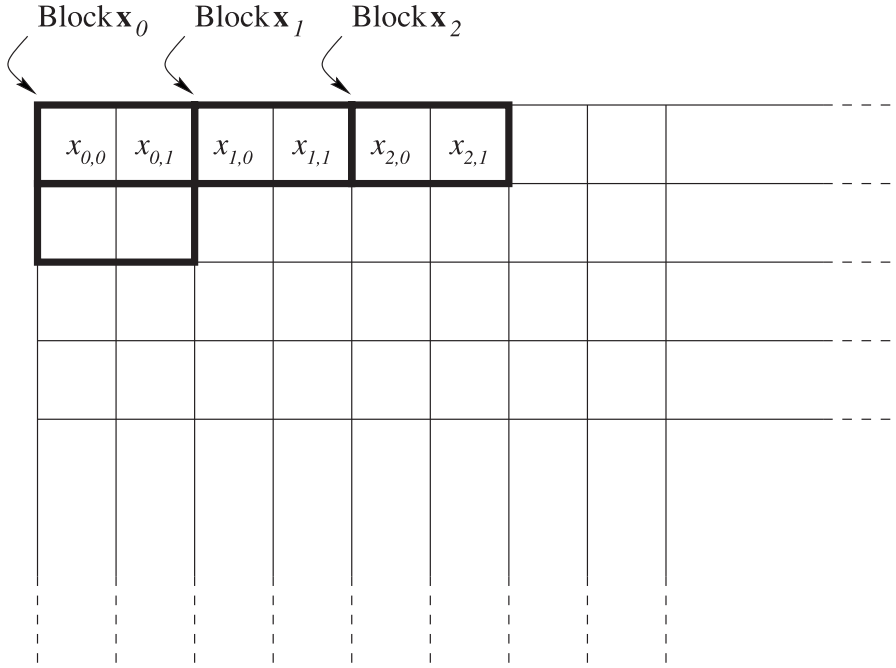 Block x₀ Block x₁ Block x₂
x₀,₀ x₀,₁ x₁,₀ x₁,₁ x₂,₀ x₂,₁